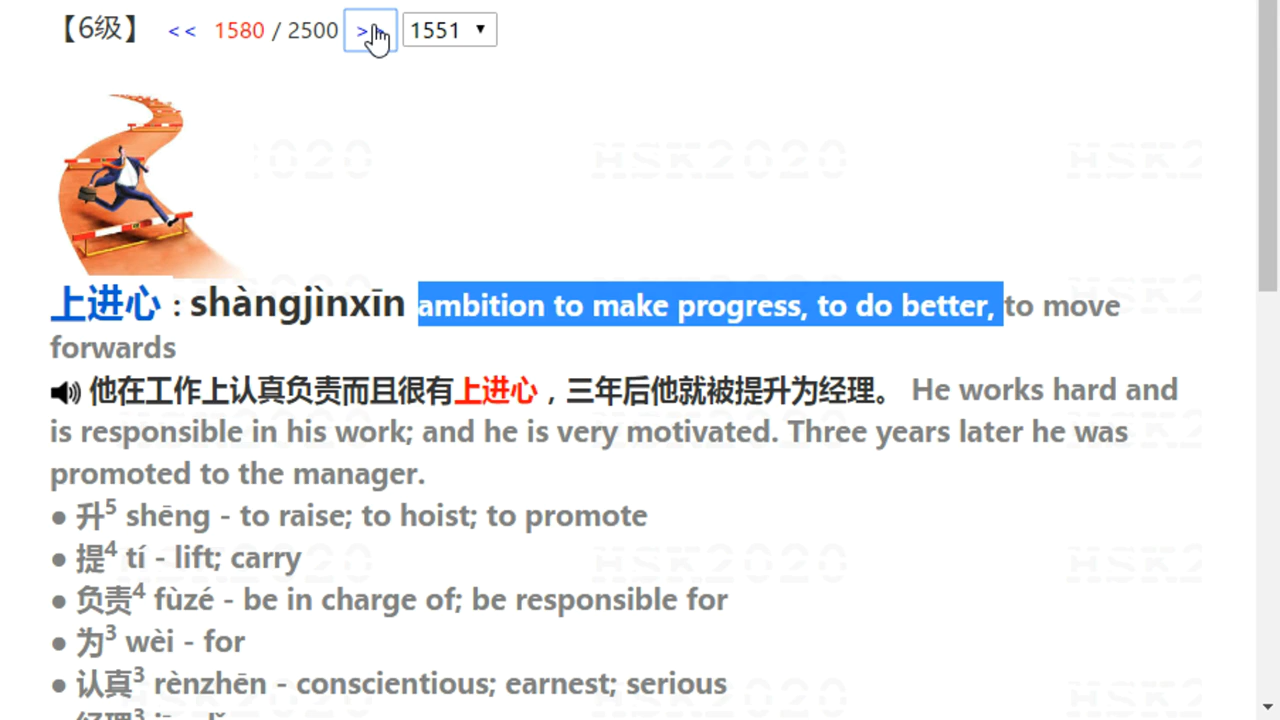 【6级】 << 1580 / 2500 >> 1551
HSK2020
上进心 : shàngjìnxīn ambition to make progress, to do better, to move
forwards
他在工作上认真负责而且很有上进心，三年后他就被提升为经理。 He works hard and
is responsible in his work; and he is very motivated. Three years later he was
promoted to the manager.
● 升5 shēng - to raise; to hoist; to promote
● 提4 tí - lift; carry
● 负责4 fùzé - be in charge of; be responsible for
● 为3 wèi - for
● 认真3 rènzhēn - conscientious; earnest; serious